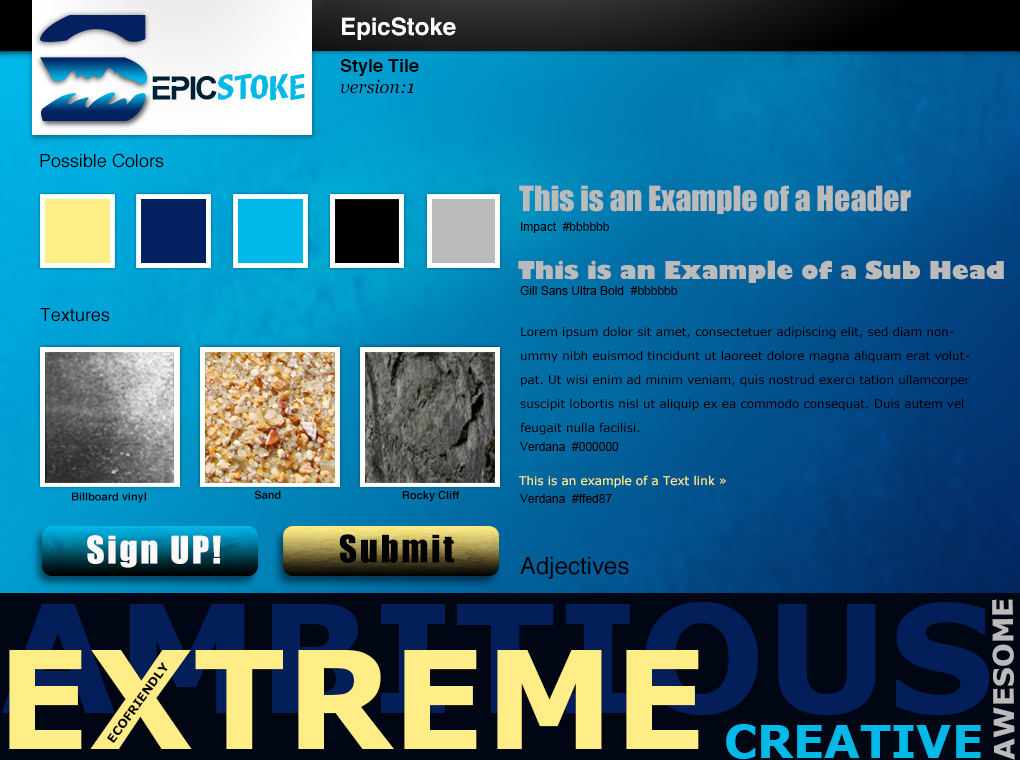 EpicStoke
EPICSTOKE
Style Tile
version:1
Possible Colors
Textures
Billboard vinyl
Sand
Rocky Cliff
Sign UP!
Submit
This is an Example of a Header
Impact #bbbbbb
This is an Example of a Sub Head
Gill Sans Ultra Bold #bbbbbb
Lorem ipsum dolor sit amet, consectetuer adipiscing elit, sed diam non-
ummy nibh euismod tincidunt ut laoreet dolore magna aliquam erat volut-
pat. Ut wisi enim ad minim veniam, quis nostrud exerci tation ullamcorper
suscipit lobortis nisl ut aliquip ex ea commodo consequat. Duis autem vel
feugait nulla facilisi.
Verdana #000000
This is an example of a Text link »
Verdana #ffed87
Adjectives
AMBITIOUS
EXTREME
ECOFRIENDLY
CREATIVE
AWESOME